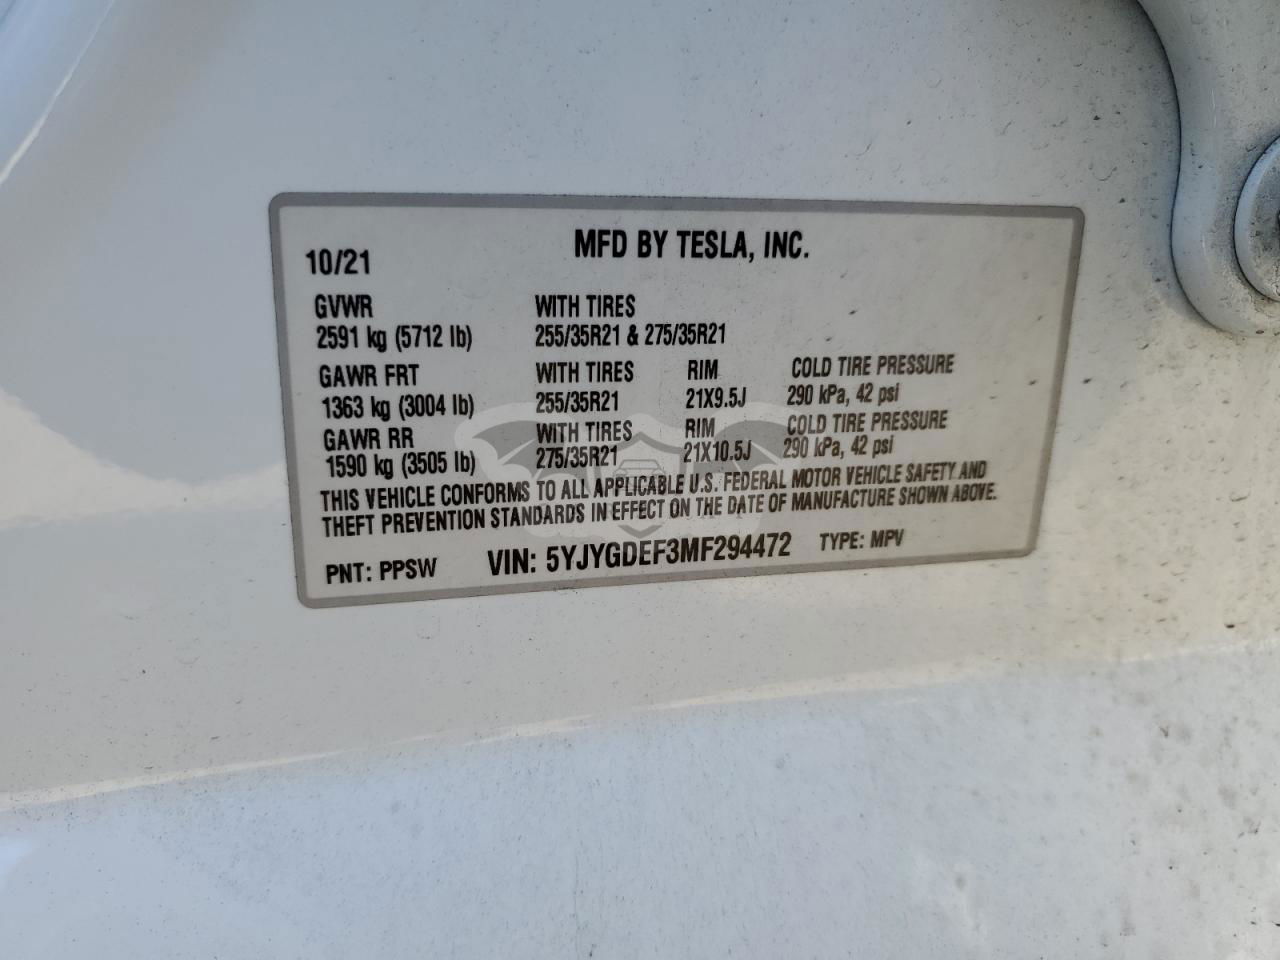 MFD BY TESLA, INC.
10/21
GVWR WITH TIRES
2591 kg (5712 lb) 255/35R21 & 275/35R21
GAWR FRT WITH TIRES RIM COLD TIRE PRESSURE
1363 kg (3004 lb) 255/35R21 21X9.5J 290 kPa, 42 psi
GAWR RR WITH TIRES RIM COLD TIRE PRESSURE
1590 kg (3505 lb) 275/35R21 21X10.5J 290 kPa, 42 psi
THIS VEHICLE CONFORMS TO ALL APPLICABLE U.S. FEDERAL MOTOR VEHICLE SAFETY AND
THEFT PREVENTION STANDARDS IN EFFECT ON THE DATE OF MANUFACTURE SHOWN ABOVE.
PNT: PPSW VIN: 5YJYGDEF3MF294472 TYPE: MPV